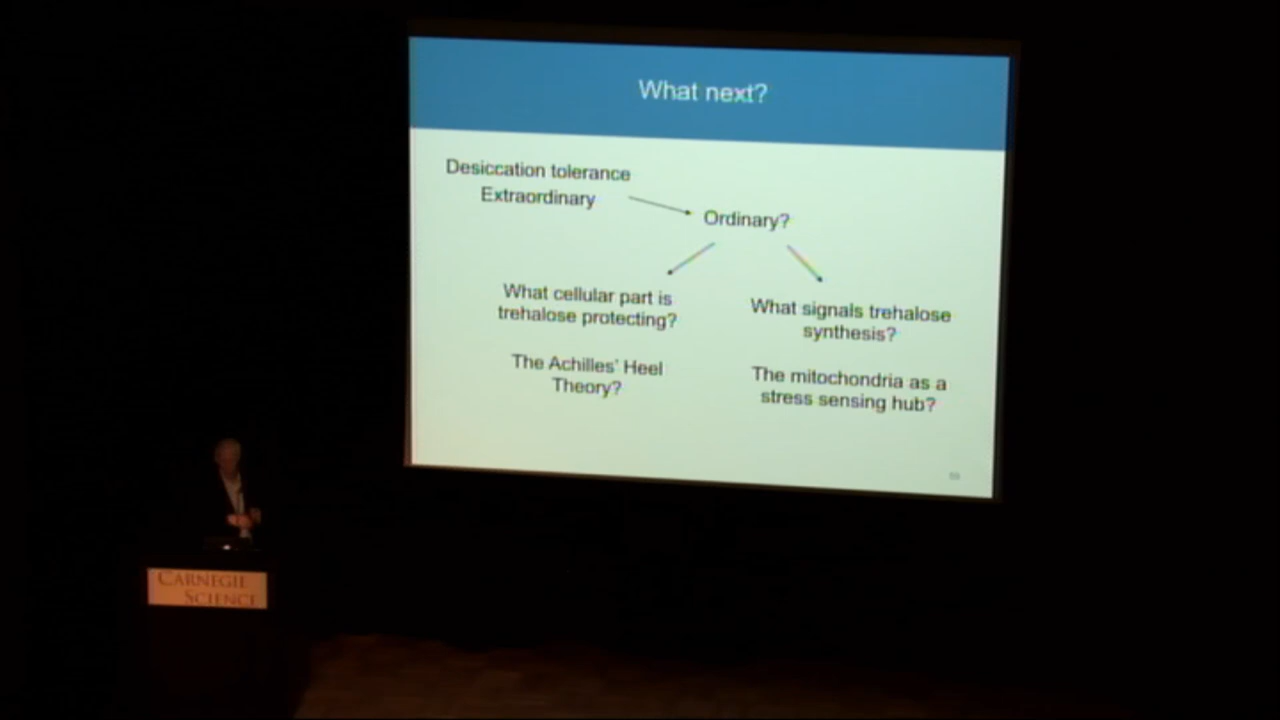 What next?
Desiccation tolerance
Extraordinary
Ordinary?
What cellular part is
trehalose protecting?
The Achilles' Heel
Theory?
What signals trehalose
synthesis?
The mitochondria as a
stress sensing hub?
CARNEGIE
SCIENCE